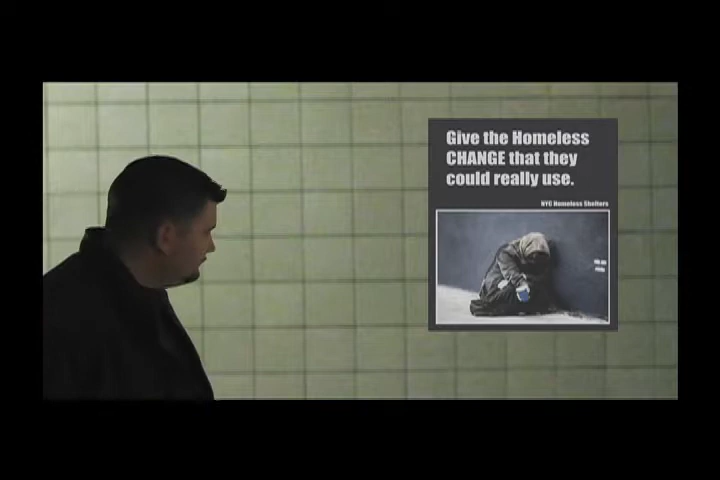 Give the Homeless
CHANGE that they
could really use.
NYC Homeless Shelters